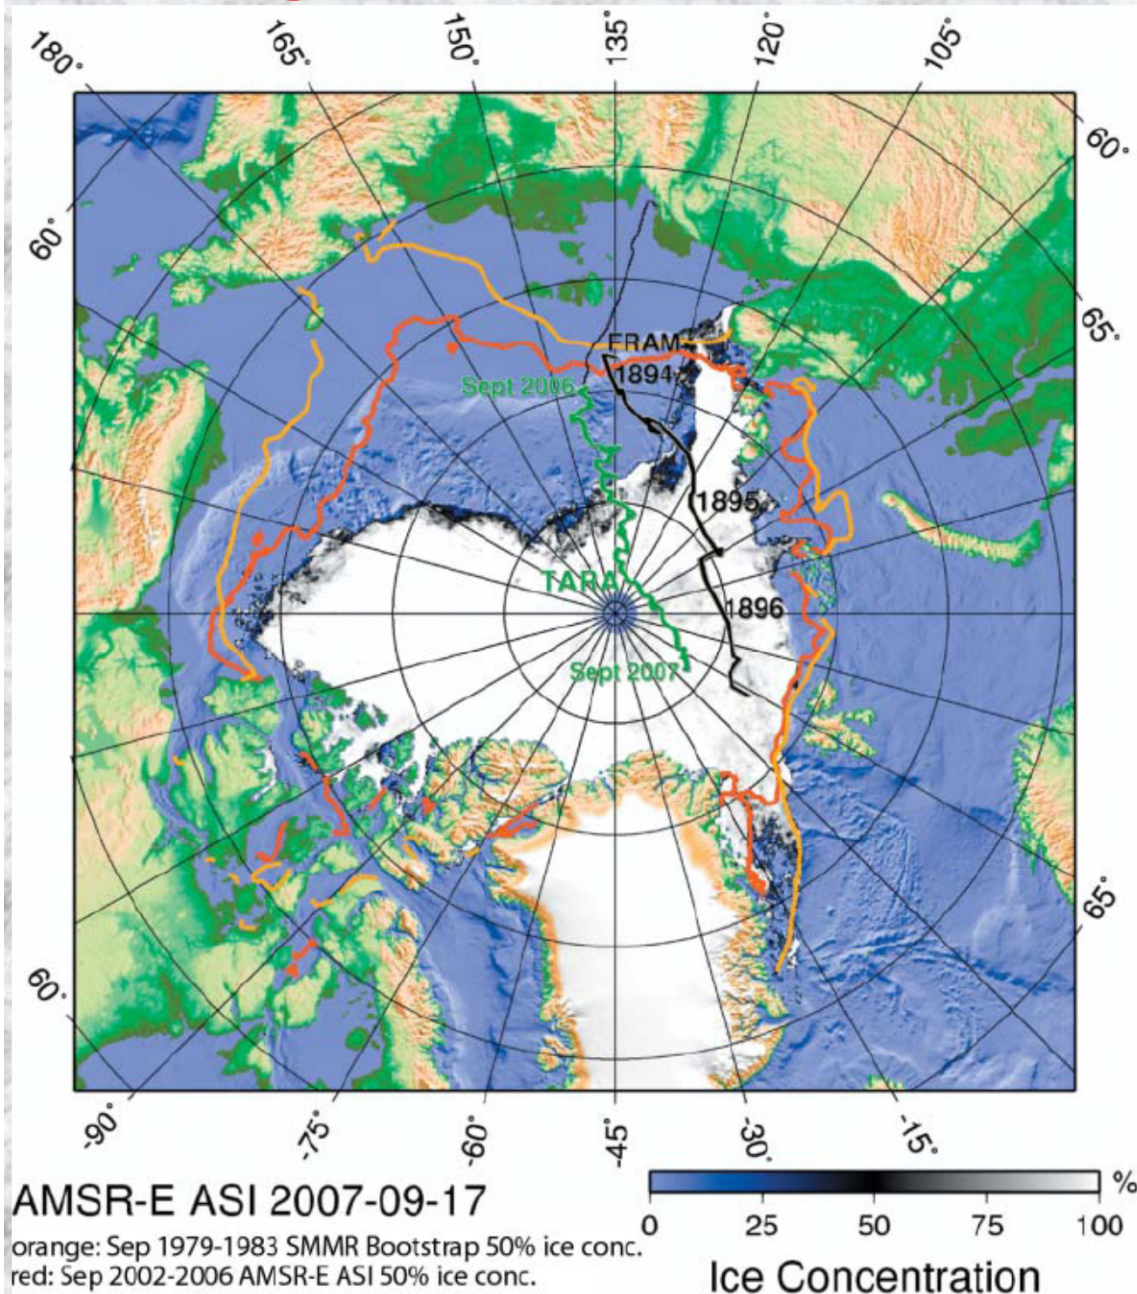 180°
165°
150°
135°
120°
105°
60°
60°
65°
FRAM
1894
Sept 2006
1895
TARA
1896
Sept 2007
65°
60°
-90°
-75°
-60°
-45°
-30°
-15°
AMSR-E ASI 2007-09-17
orange: Sep 1979-1983 SMMR Bootstrap 50% ice conc.
red: Sep 2002-2006 AMSR-E ASI 50% ice conc.
%
0 25 50 75 100
Ice Concentration